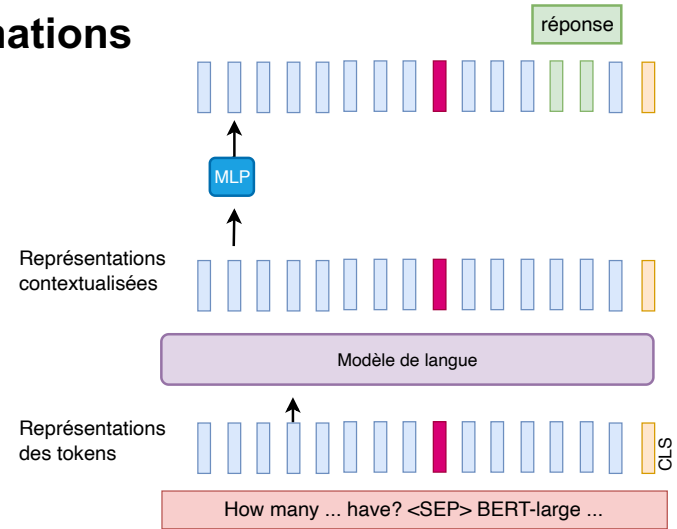 nations
réponse
MLP
Représentations
contextualisées
Modèle de langue
Représentations
des tokens
CLS
How many ... have? <SEP> BERT-large ...